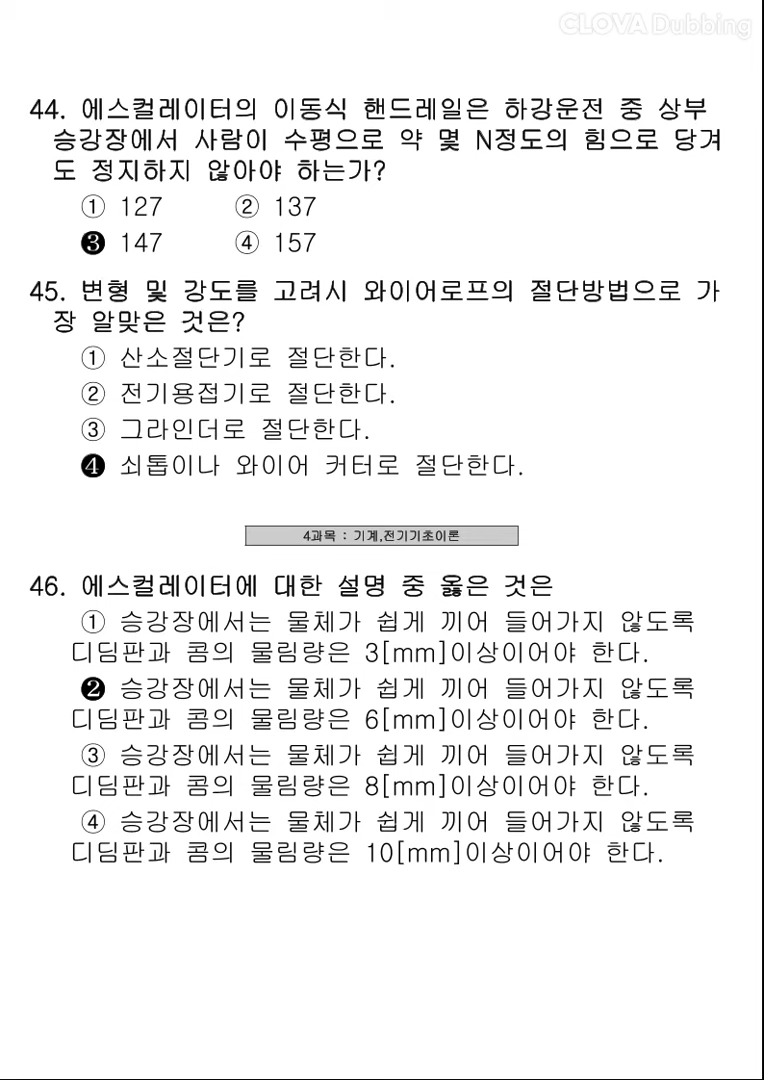 CLOVA Dubbing
44. 에스컬레이터의 이동식 핸드레일은 하강운전 중 상부
승강장에서 사람이 수평으로 약 몇 N정도의 힘으로 당겨
도 정지하지 않아야 하는가?
① 127 ② 137
❸ 147 ④ 157
45. 변형 및 강도를 고려시 와이어로프의 절단방법으로 가
장 알맞은 것은?
① 산소절단기로 절단한다.
② 전기용접기로 절단한다.
③ 그라인더로 절단한다.
❹ 쇠톱이나 와이어 커터로 절단한다.
4과목 : 기계,전기기초이론
46. 에스컬레이터에 대한 설명 중 옳은 것은
① 승강장에서는 물체가 쉽게 끼어 들어가지 않도록
디딤판과 콤의 물림량은 3[mm]이상이어야 한다.
❷ 승강장에서는 물체가 쉽게 끼어 들어가지 않도록
디딤판과 콤의 물림량은 6[mm]이상이어야 한다.
③ 승강장에서는 물체가 쉽게 끼어 들어가지 않도록
디딤판과 콤의 물림량은 8[mm]이상이어야 한다.
④ 승강장에서는 물체가 쉽게 끼어 들어가지 않도록
디딤판과 콤의 물림량은 10[mm]이상이어야 한다.